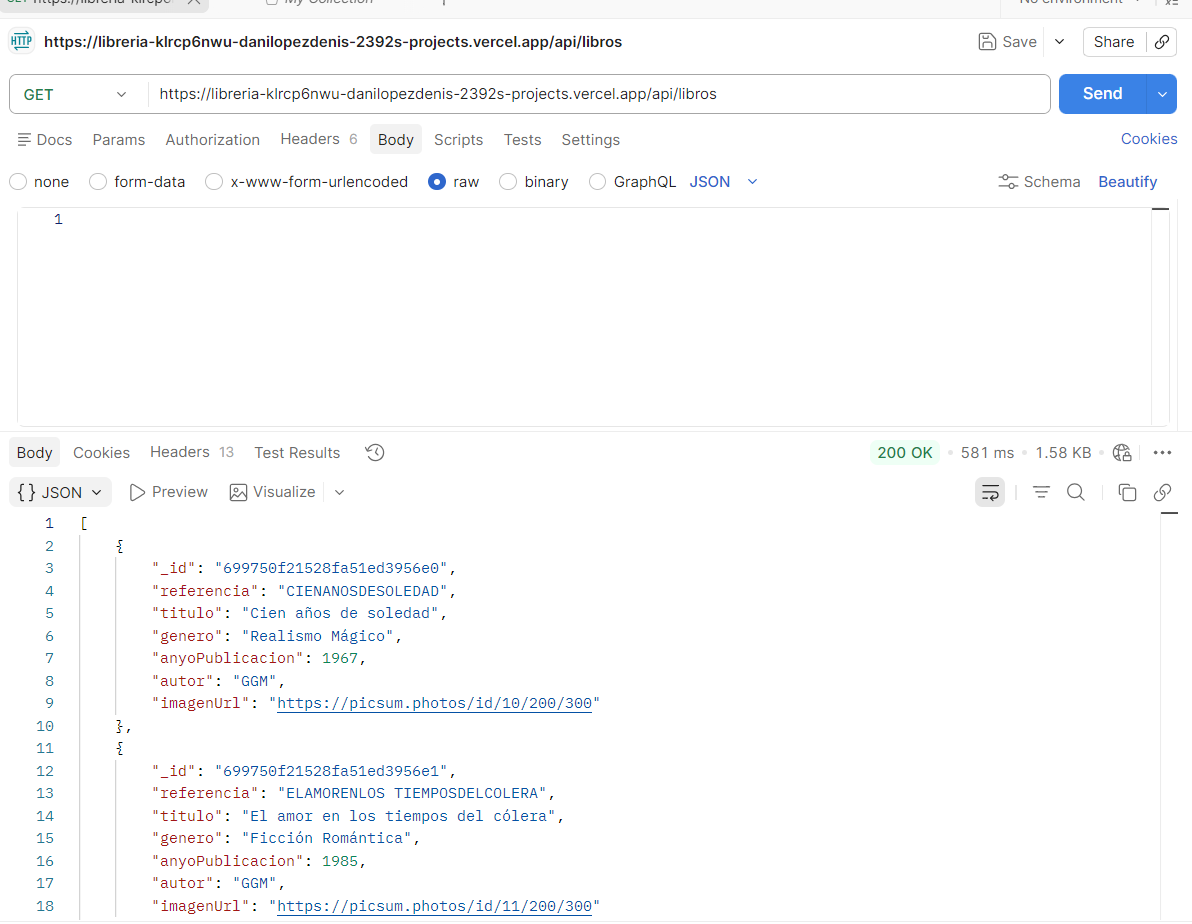 My Collection
No environment
HTTP https://libreria-klrcp6nwu-danilopezdenis-2392s-projects.vercel.app/api/libros Save Share
GET https://libreria-klrcp6nwu-danilopezdenis-2392s-projects.vercel.app/api/libros Send
Docs Params Authorization Headers 6 Body Scripts Tests Settings Cookies
none form-data x-www-form-urlencoded raw binary GraphQL JSON Schema Beautify
1
Body Cookies Headers 13 Test Results 200 OK • 581 ms • 1.58 KB •
{} JSON Preview Visualize
1 [
2 {
3 "_id": "699750f21528fa51ed3956e0",
4 "referencia": "CIENANOSDESOLEDAD",
5 "titulo": "Cien años de soledad",
6 "genero": "Realismo Mágico",
7 "anyoPublicacion": 1967,
8 "autor": "GGM",
9 "imagenUrl": "https://picsum.photos/id/10/200/300"
10 },
11 {
12 "_id": "699750f21528fa51ed3956e1",
13 "referencia": "ELAMORENLOS TIEMPOSDELCOLERA",
14 "titulo": "El amor en los tiempos del cólera",
15 "genero": "Ficción Romántica",
16 "anyoPublicacion": 1985,
17 "autor": "GGM",
18 "imagenUrl": "https://picsum.photos/id/11/200/300"